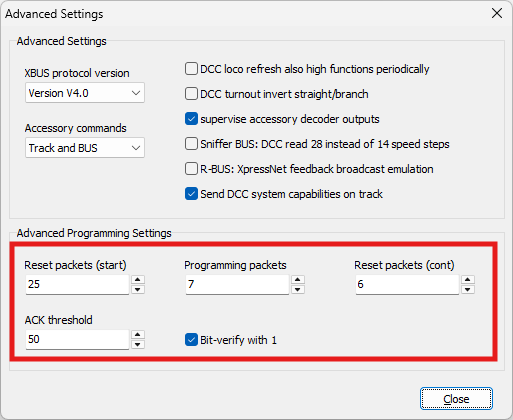 Advanced Settings
Advanced Settings
XBUS protocol version
Version V4.0
Accessory commands
Track and BUS
DCC loco refresh also high functions periodically
DCC turnout invert straight/branch
supervise accessory decoder outputs
Sniffer BUS: DCC read 28 instead of 14 speed steps
R-BUS: XpressNet feedback broadcast emulation
Send DCC system capabilities on track
Advanced Programming Settings
Reset packets (start)
25
Programming packets
7
Reset packets (cont)
6
ACK threshold
50
Bit-verify with 1
Close